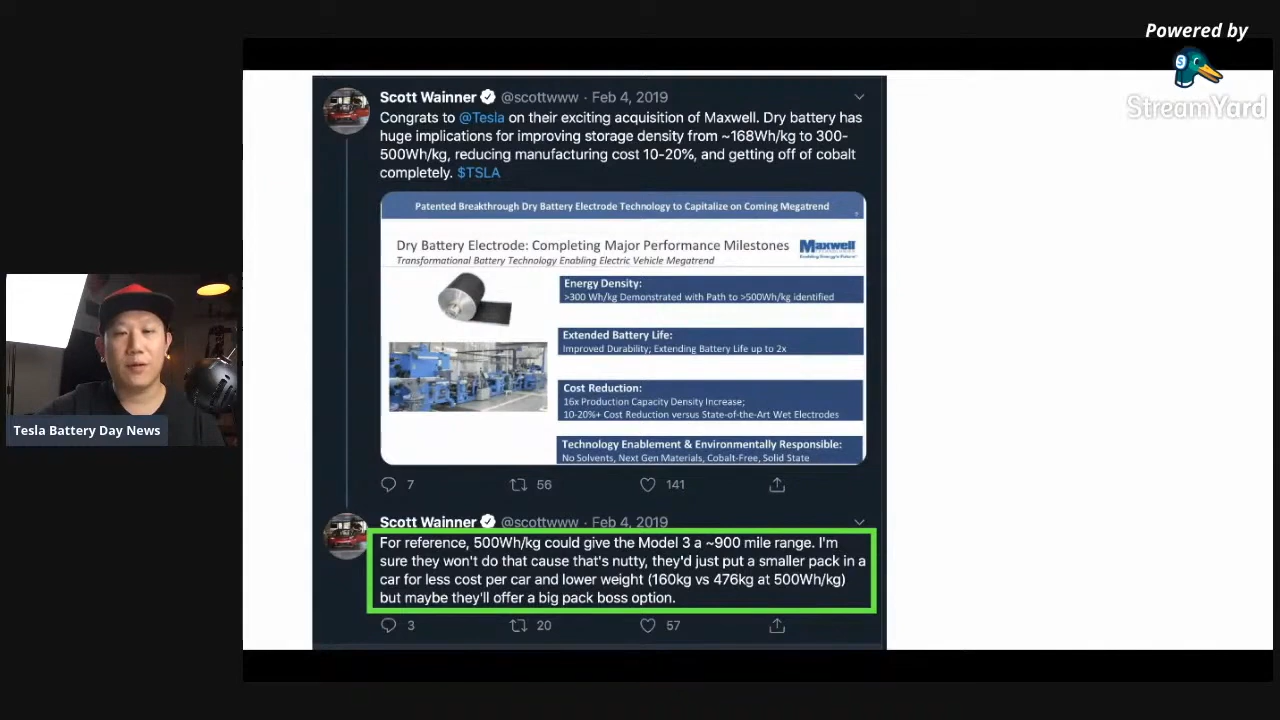 Powered by
StreamYard
Scott Wainner @scottwww · Feb 4, 2019
Congrats to @Tesla on their exciting acquisition of Maxwell. Dry battery has
huge implications for improving storage density from ~168Wh/kg to 300-
500Wh/kg, reducing manufacturing cost 10-20%, and getting off of cobalt
completely. $TSLA
Patented Breakthrough Dry Battery Electrode Technology to Capitalize on Coming Megatrend
Dry Battery Electrode: Completing Major Performance Milestones
Transformational Battery Technology Enabling Electric Vehicle Megatrend
Maxwell
Energy Density:
>300 Wh/kg Demonstrated with Path to >500Wh/kg identified
Extended Battery Life:
Improved Durability; Extending Battery Life up to 2x
Cost Reduction:
16x Production Capacity Density Increase;
10-20%+ Cost Reduction versus State-of-the-Art Wet Electrodes
Technology Enablement & Environmentally Responsible:
No Solvents, Next Gen Materials, Cobalt-Free, Solid State
7 56 141
Scott Wainner @scottwww · Feb 4, 2019
For reference, 500Wh/kg could give the Model 3 a ~900 mile range. I'm
sure they won't do that cause that's nutty, they'd just put a smaller pack in a
car for less cost per car and lower weight (160kg vs 476kg at 500Wh/kg)
but maybe they'll offer a big pack boss option.
3 20 57
Tesla Battery Day News